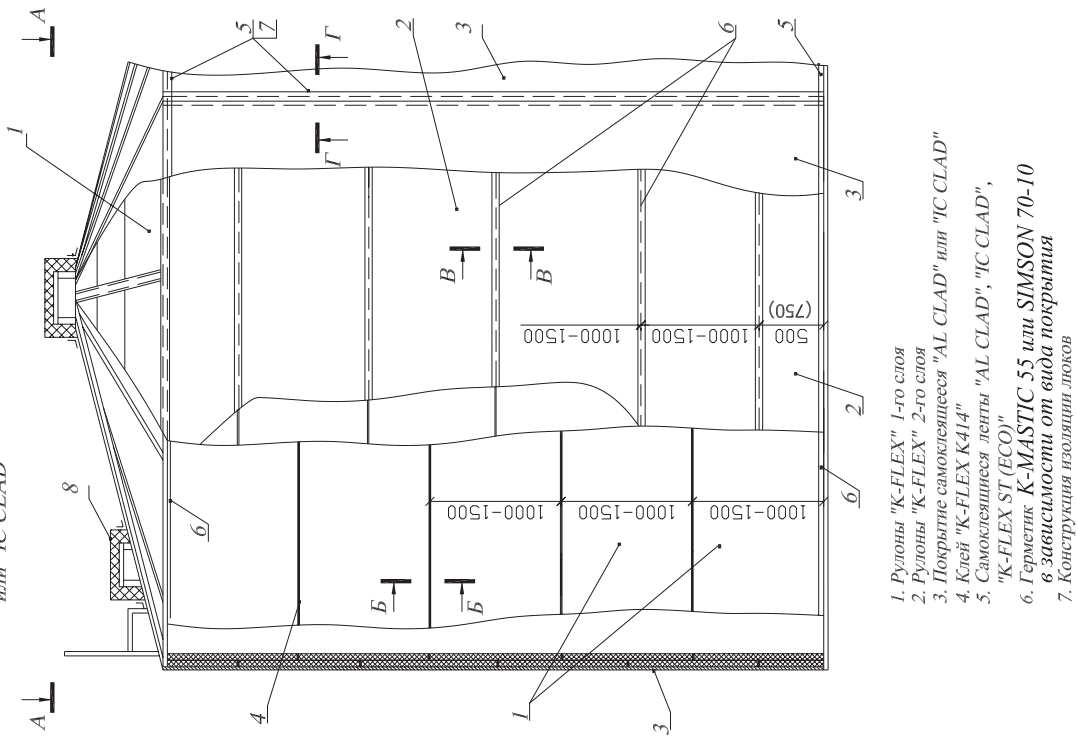 или "IC CLAD"
А
А
1
8
5
7
Г
Г
2
3
6
6
В
В
Б
Б
1000-1500
1000-1500
500
(750)
1000-1500
1000-1500
1000-1500
4
1
3
6
2
3
5
1. Рулоны "K-FLEX" 1-го слоя
2. Рулоны "K-FLEX" 2-го слоя
3. Покрытие самоклеящееся "AL CLAD" или "IC CLAD"
4. Клей "K-FLEX K414"
5. Самоклеящиеся ленты "AL CLAD", "IC CLAD",
"K-FLEX ST (ECO)"
6. Герметик K-MASTIC 55 или SIMSON 70-10
в зависимости от вида покрытия
7. Конструкция изоляции люков